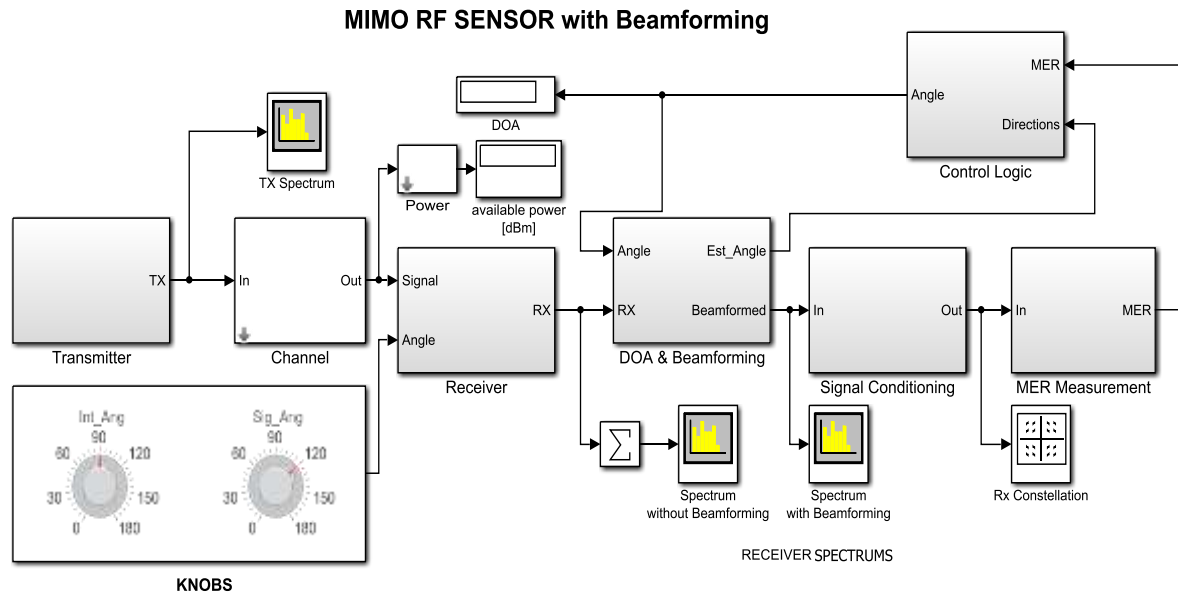 MIMO RF SENSOR with Beamforming
MER
Angle
Directions
Control Logic
DOA
TX Spectrum
Power
available power
[dBm]
TX
Transmitter
In
Out
Channel
Signal
Angle
RX
Receiver
Angle
Est_Angle
RX
Beamformed
DOA & Beamforming
In
Out
Signal Conditioning
In
MER
MER Measurement
Int_Ang
0
30
60
90
120
150
180
Sig_Ang
0
30
60
90
120
150
180
KNOBS
Σ
Spectrum
without Beamforming
Spectrum
with Beamforming
Rx Constellation
RECEIVER SPECTRUMS